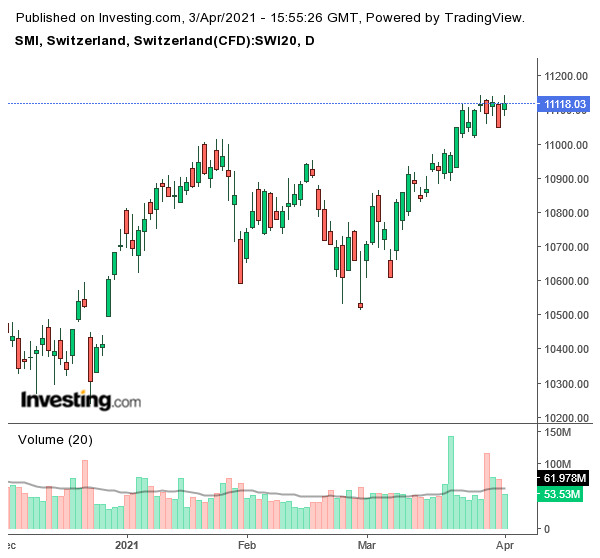 Published on Investing.com, 3/Apr/2021 - 15:55:26 GMT, Powered by TradingView.
SMI, Switzerland, Switzerland(CFD):SWI20, D
11200.00
11118.03
11000.00
10900.00
10800.00
10700.00
10600.00
10500.00
10400.00
10300.00
10200.00
Investing.com
Volume (20)
150M
100M
61.978M
53.53M
0
ec 2021 Feb Mar Apr